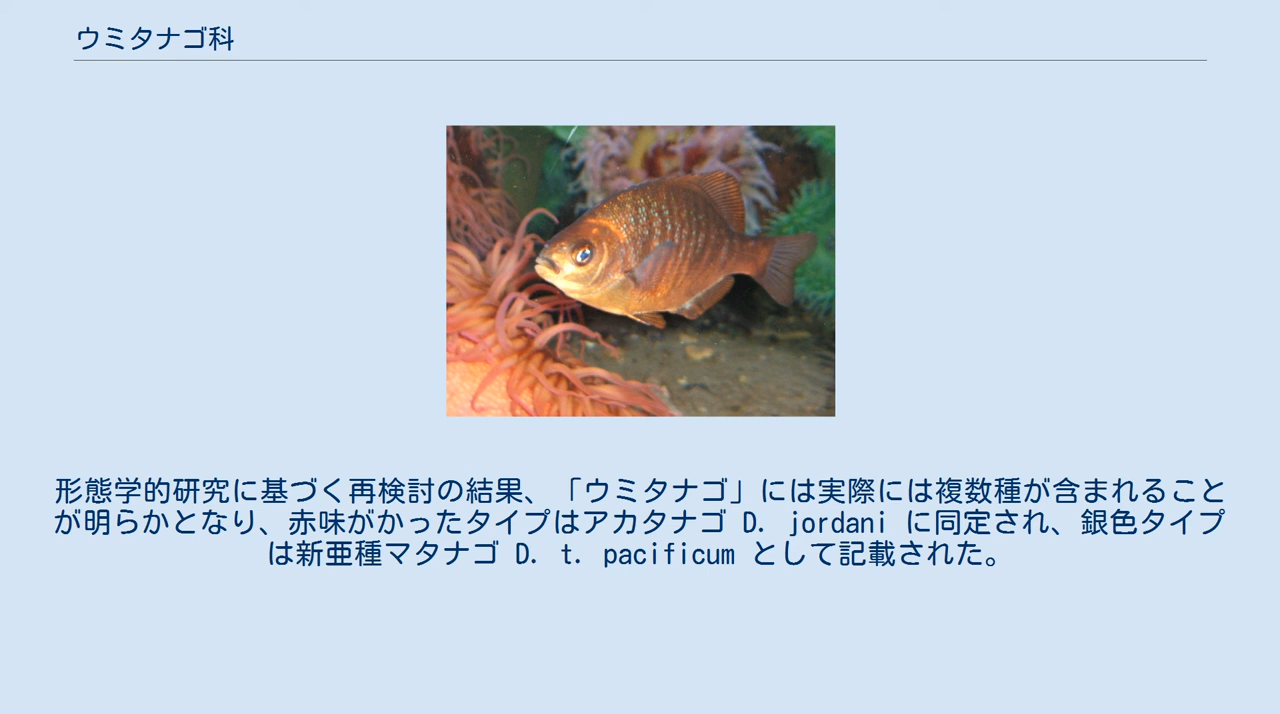 ウミタナゴ科
形態学的研究に基づく再検討の結果、「ウミタナゴ」には実際には複数種が含まれること
が明らかとなり、赤味がかったタイプはアカタナゴ D. jordani に同定され、銀色タイプ
は新亜種マタナゴ D. t. pacificum として記載された。